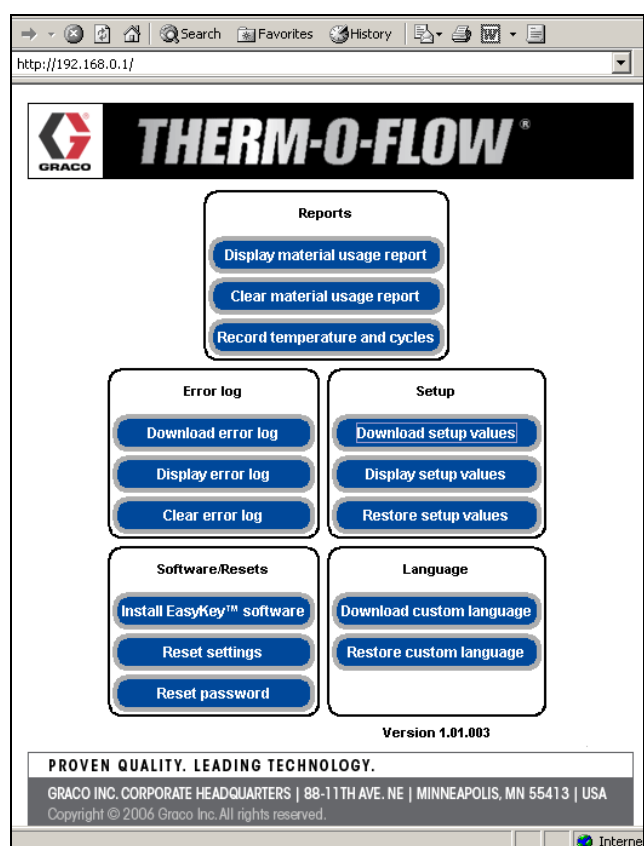 Search Favorites History
http://192.168.0.1/
GRACO
THERM-O-FLOW®
Reports
Display material usage report
Clear material usage report
Record temperature and cycles
Error log
Download error log
Display error log
Clear error log
Setup
Download setup values
Display setup values
Restore setup values
Software/Resets
Install EasyKey™ software
Reset settings
Reset password
Language
Download custom language
Restore custom language
Version 1.01.003
PROVEN QUALITY. LEADING TECHNOLOGY.
GRACO INC. CORPORATE HEADQUARTERS | 88-11TH AVE. NE | MINNEAPOLIS, MN 55413 | USA
Copyright © 2006 Graco Inc. All rights reserved.
Interne